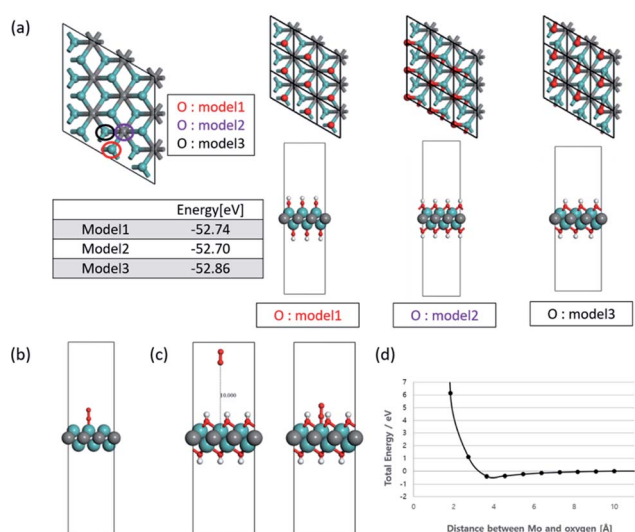 (a)
O : model1
O : model2
O : model3
Energy[eV]
Model1 -52.74
Model2 -52.70
Model3 -52.86
O : model1
O : model2
O : model3
(b)
(c)
10.000
(d)
Total Energy / eV
7
6
5
4
3
2
1
0
-1
-2
0 2 4 6 8 10
Distance between Mo and oxygen [Å]